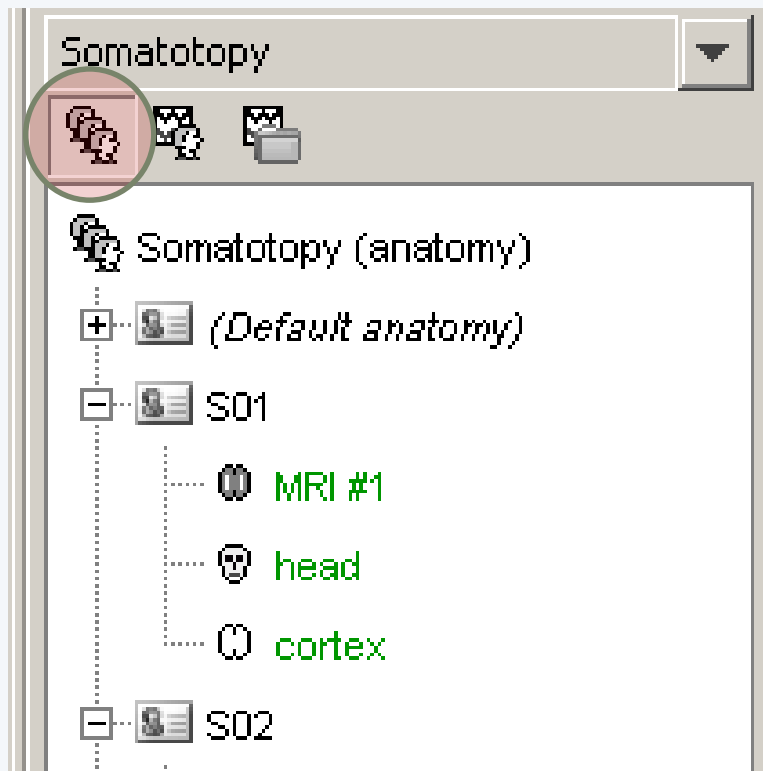 Somatotopy
Somatotopy (anatomy)
(Default anatomy)
S01
MRI #1
head
cortex
S02